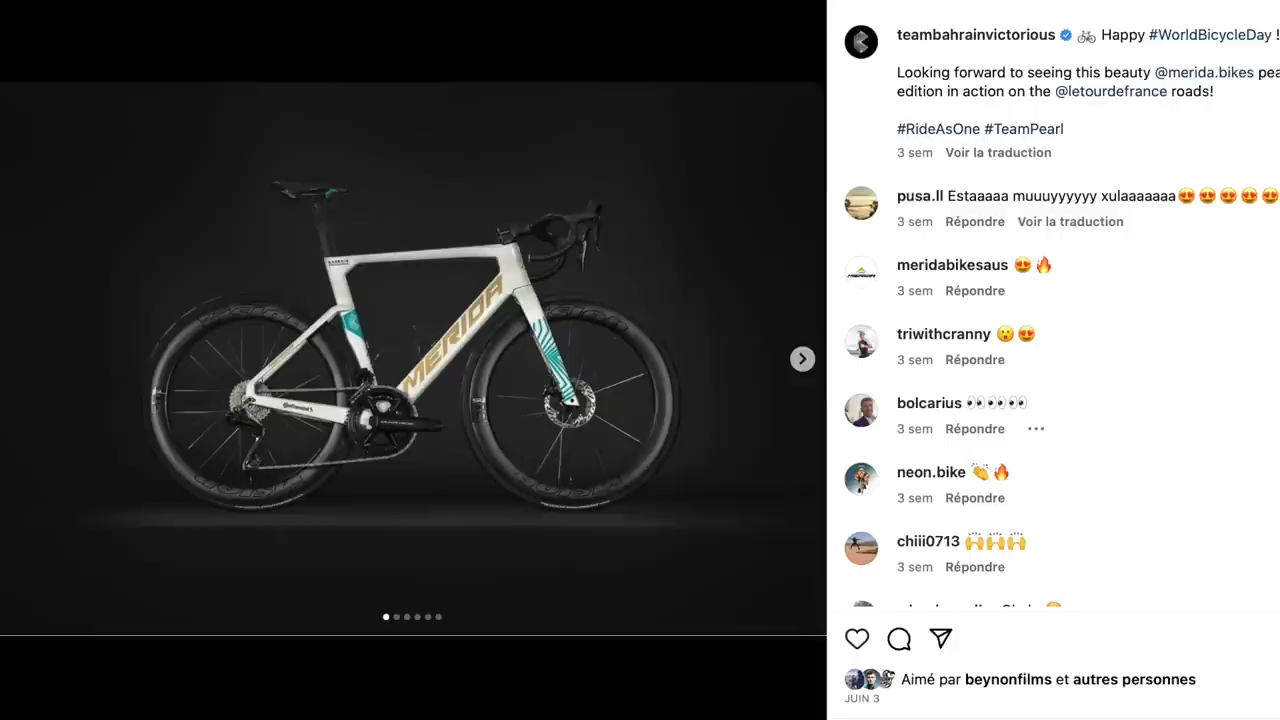 teambahrainvictorious Happy #WorldBicycleDay !
Looking forward to seeing this beauty @merida.bikes
edition in action on the @letourdefrance roads!
#RideAsOne #TeamPearl
3 sem Voir la traduction
pusa.ll Estaaaaa muuuyyyyyy xulaaaaaaa😍😍😍😍😍
3 sem Répondre Voir la traduction
meridabikesaus 😍🔥
3 sem Répondre
triwithcranny 😮😍
3 sem Répondre
bolcarius 👀👀👀
3 sem Répondre ...
neon.bike 👏🔥
3 sem Répondre
chiii0713 🙌🙌🙌
3 sem Répondre
Aimé par beynonfilms et autres personnes
JUIN 3
MERIDA